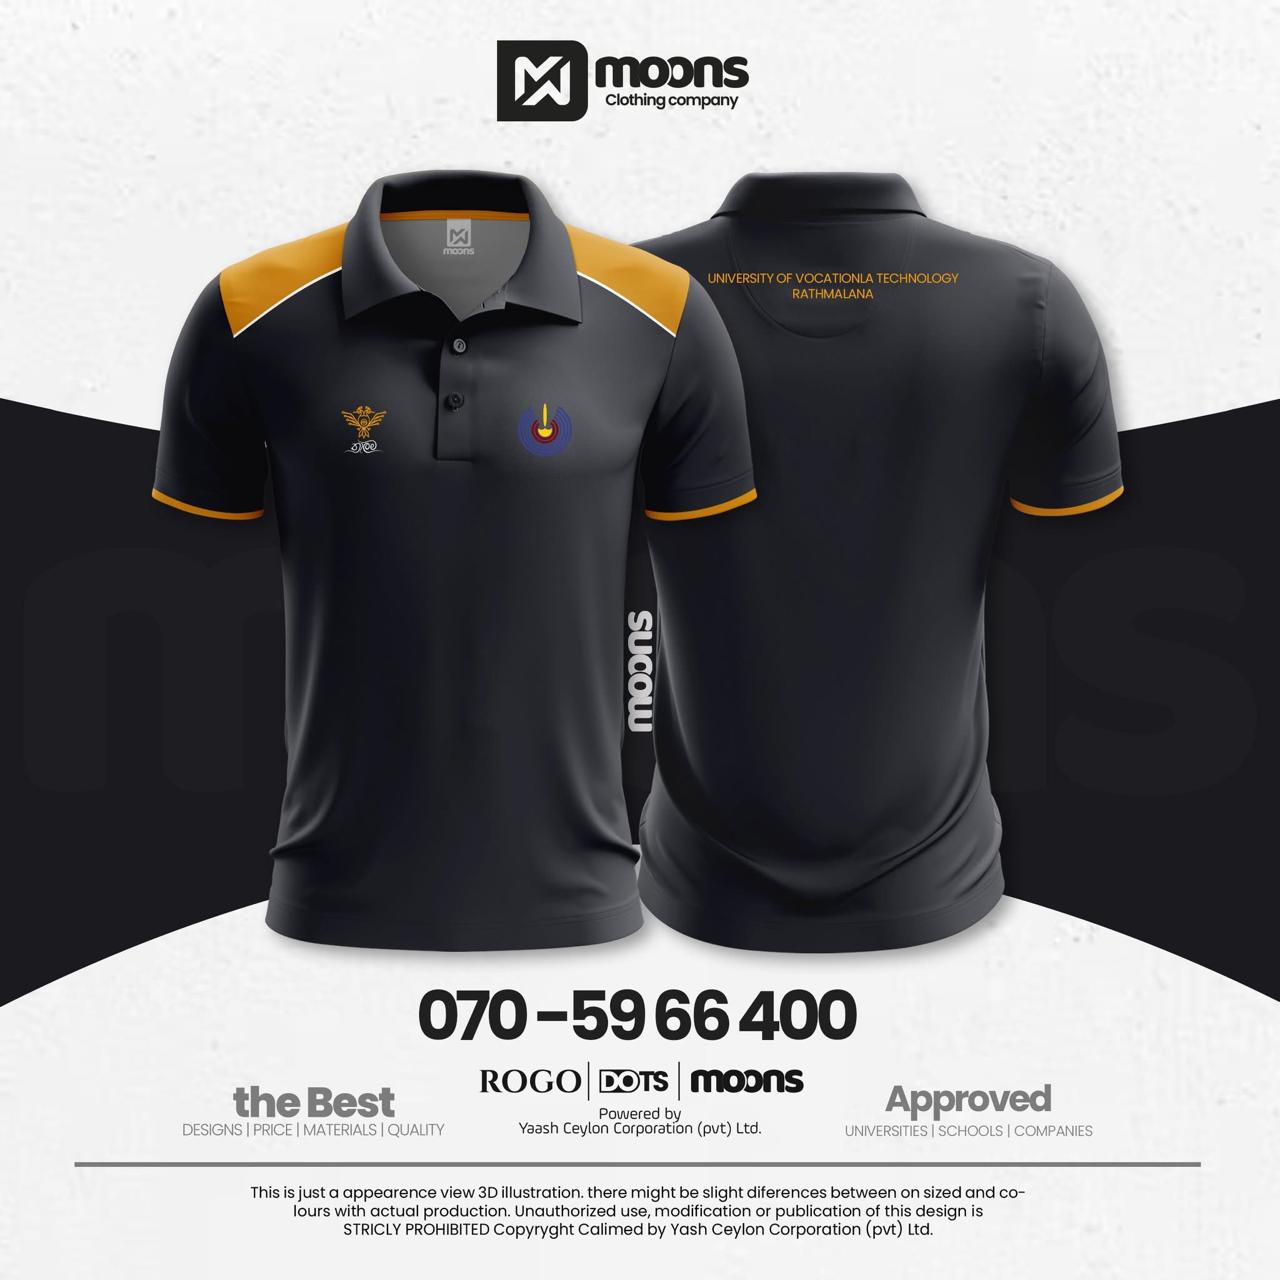 moons
Clothing company
moons
UNIVERSITY OF VOCATIONLA TECHNOLOGY
RATHMALANA
moons
070-59 66 400
ROGO | DOTS | moons
Powered by
Yaash Ceylon Corporation (pvt) Ltd.
the Best
DESIGNS | PRICE | MATERIALS | QUALITY
Approved
UNIVERSITIES | SCHOOLS | COMPANIES
This is just a appearence view 3D illustration. there might be slight diferences between on sized and co-
lours with actual production. Unauthorized use, modification or publication of this design is
STRICLY PROHIBITED Copyryght Calimed by Yash Ceylon Corporation (pvt) Ltd.